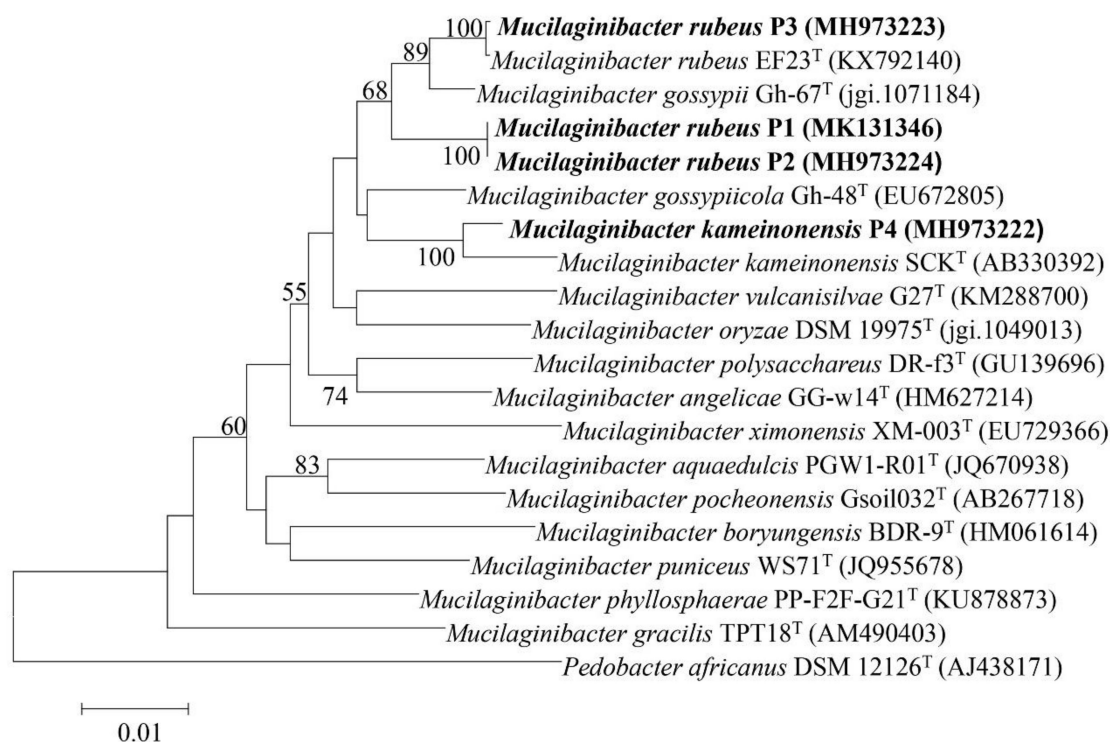 100 Mucilaginibacter rubeus P3 (MH973223)
89 Mucilaginibacter rubeus EF23ᵀ (KX792140)
68 Mucilaginibacter gossypii Gh-67ᵀ (jgi.1071184)
Mucilaginibacter rubeus P1 (MK131346)
100 Mucilaginibacter rubeus P2 (MH973224)
Mucilaginibacter gossypiicola Gh-48ᵀ (EU672805)
Mucilaginibacter kameinonensis P4 (MH973222)
100 Mucilaginibacter kameinonensis SCKᵀ (AB330392)
55 Mucilaginibacter vulcanisilvae G27ᵀ (KM288700)
Mucilaginibacter oryzae DSM 19975ᵀ (jgi.1049013)
Mucilaginibacter polysacchareus DR-f3ᵀ (GU139696)
74 Mucilaginibacter angelicae GG-w14ᵀ (HM627214)
60 Mucilaginibacter ximonensis XM-003ᵀ (EU729366)
83 Mucilaginibacter aquaedulcis PGW1-R01ᵀ (JQ670938)
Mucilaginibacter pocheonensis Gsoil032ᵀ (AB267718)
Mucilaginibacter boryungensis BDR-9ᵀ (HM061614)
Mucilaginibacter puniceus WS71ᵀ (JQ955678)
Mucilaginibacter phyllosphaerae PP-F2F-G21ᵀ (KU878873)
Mucilaginibacter gracilis TPT18ᵀ (AM490403)
Pedobacter africanus DSM 12126ᵀ (AJ438171)
0.01